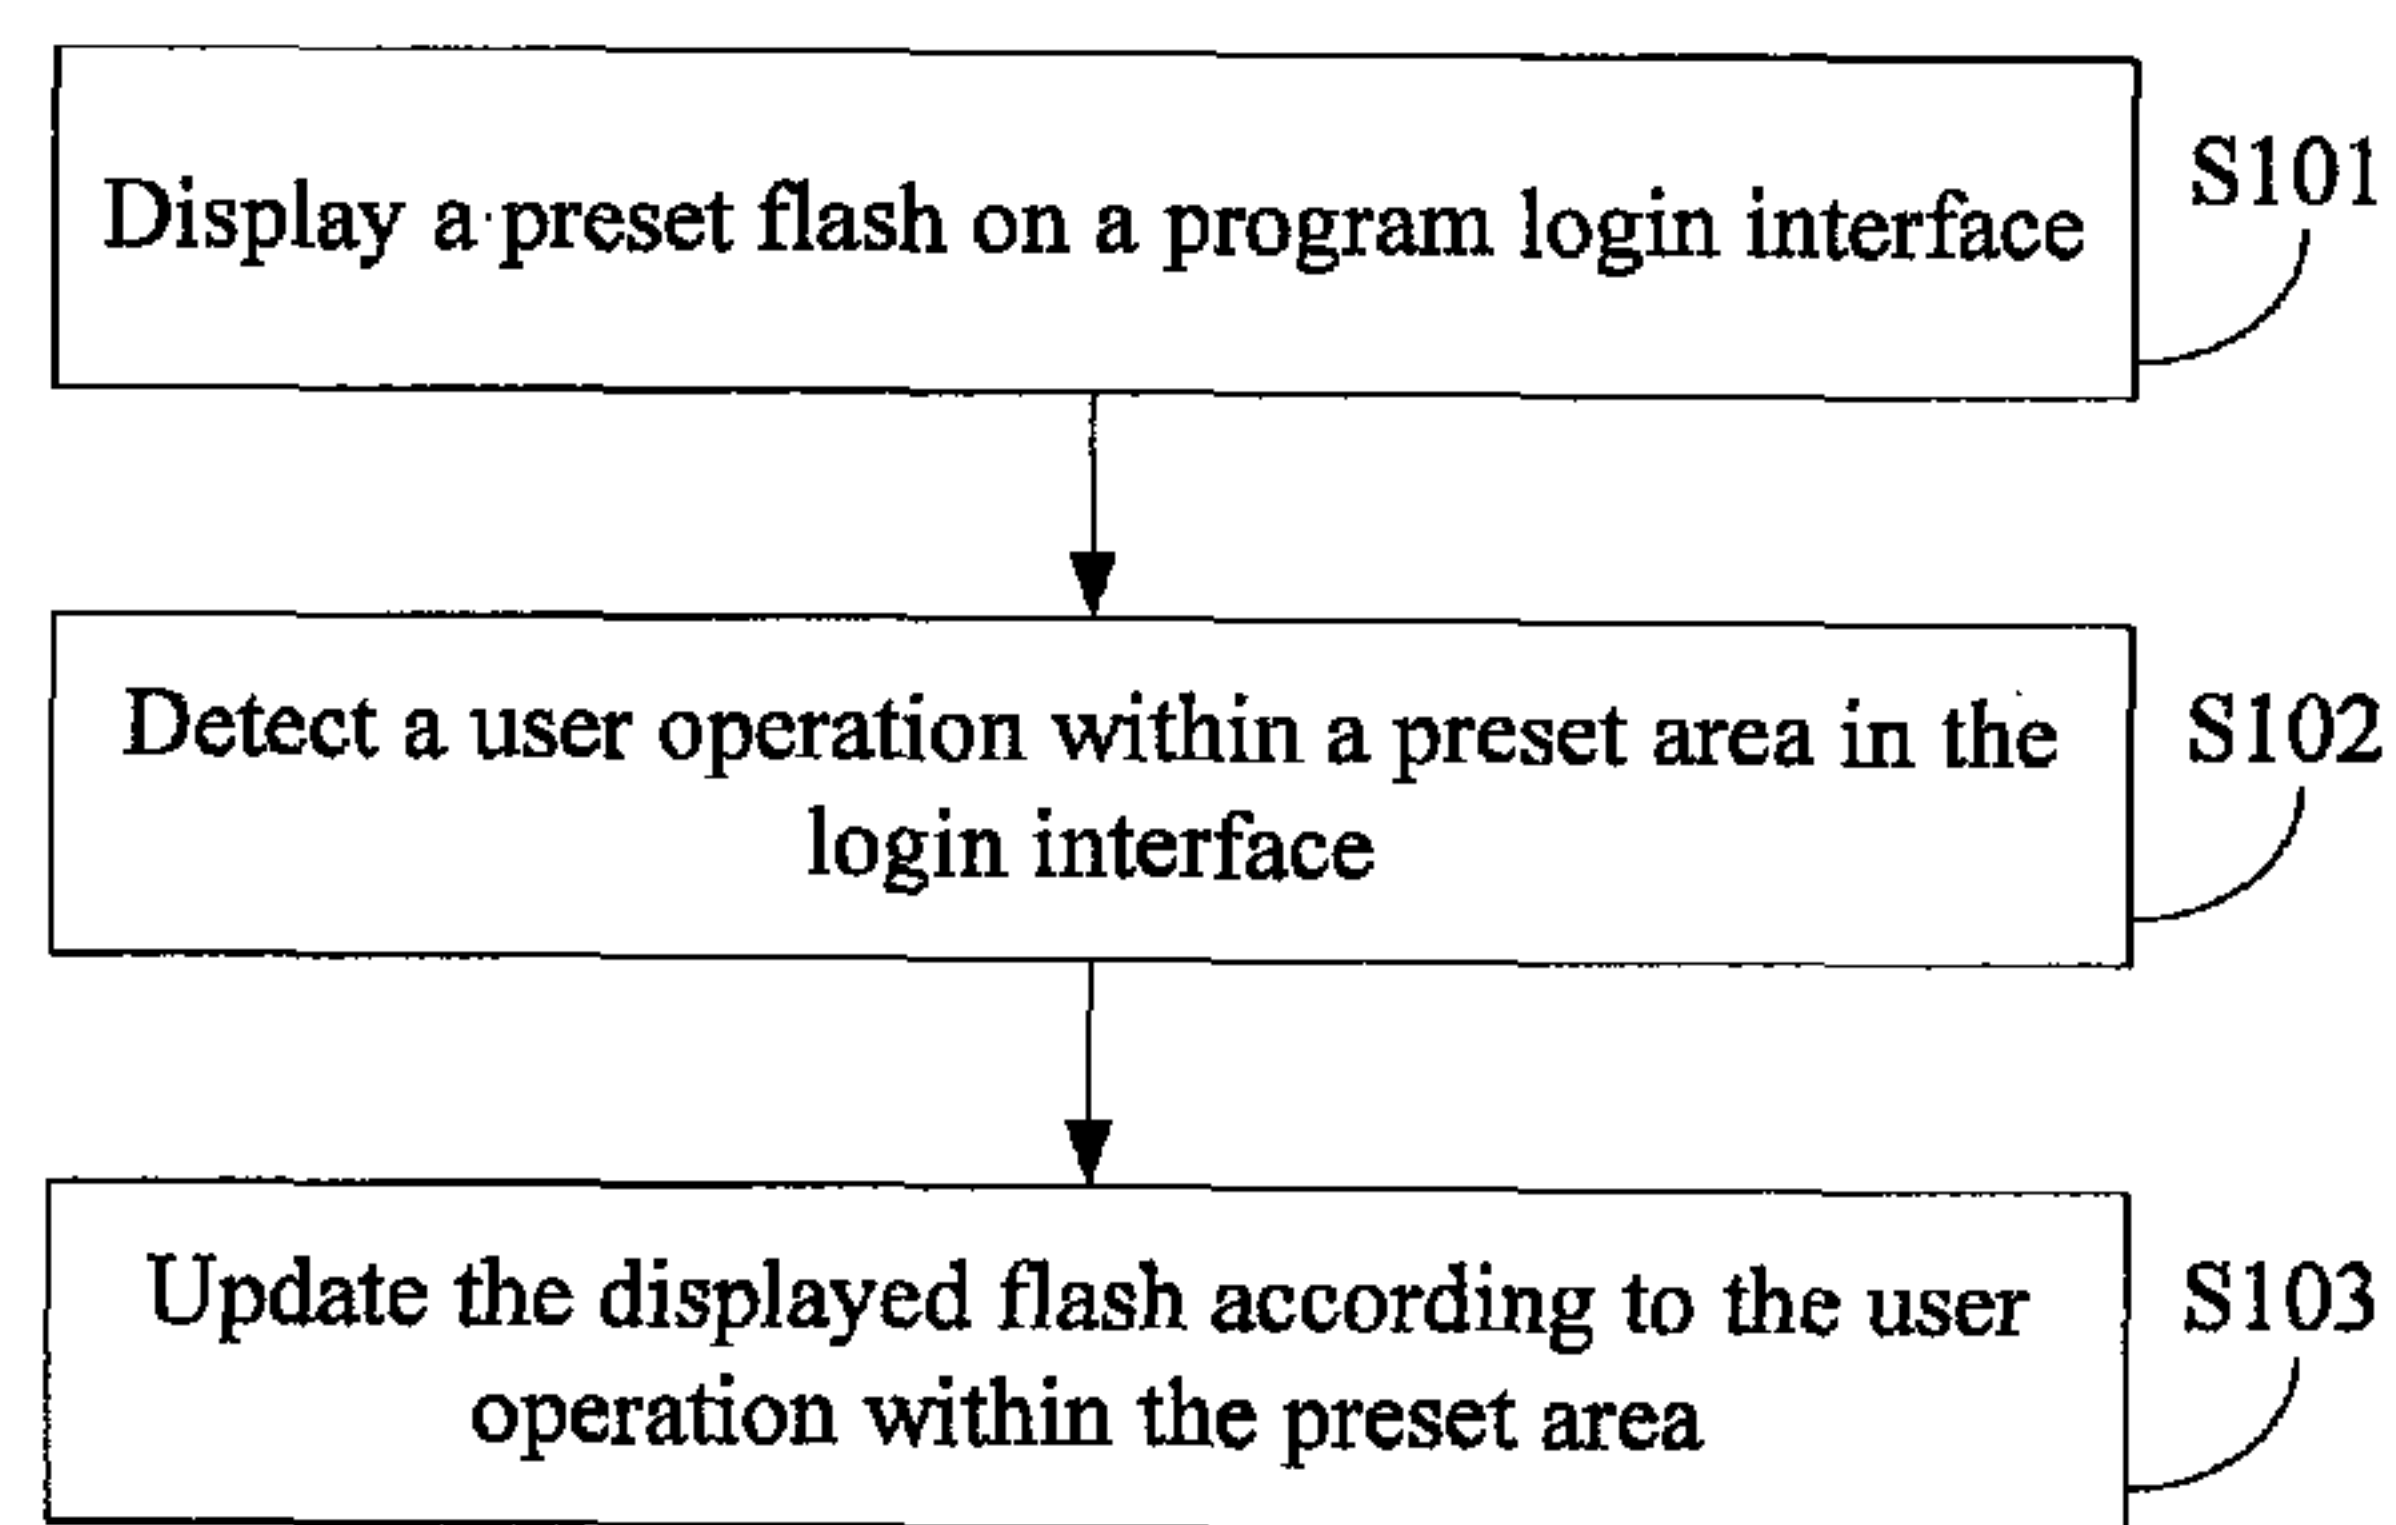 Display a preset flash on a program login interface
S101
Detect a user operation within a preset area in the
login interface
S102
Update the displayed flash according to the user
operation within the preset area
S103